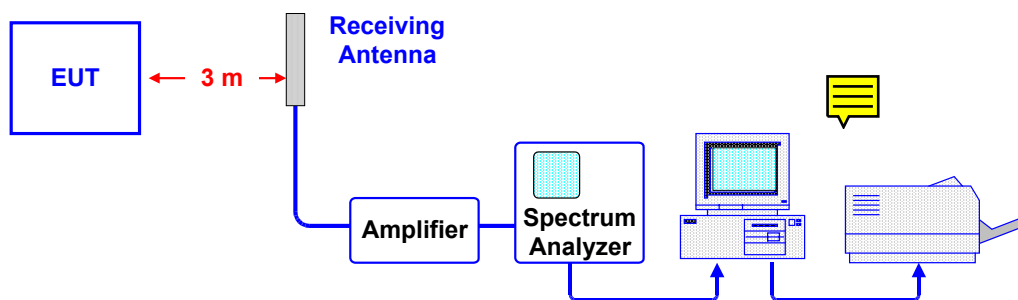 EUT
3 m
Receiving
Antenna
Amplifier
Spectrum
Analyzer